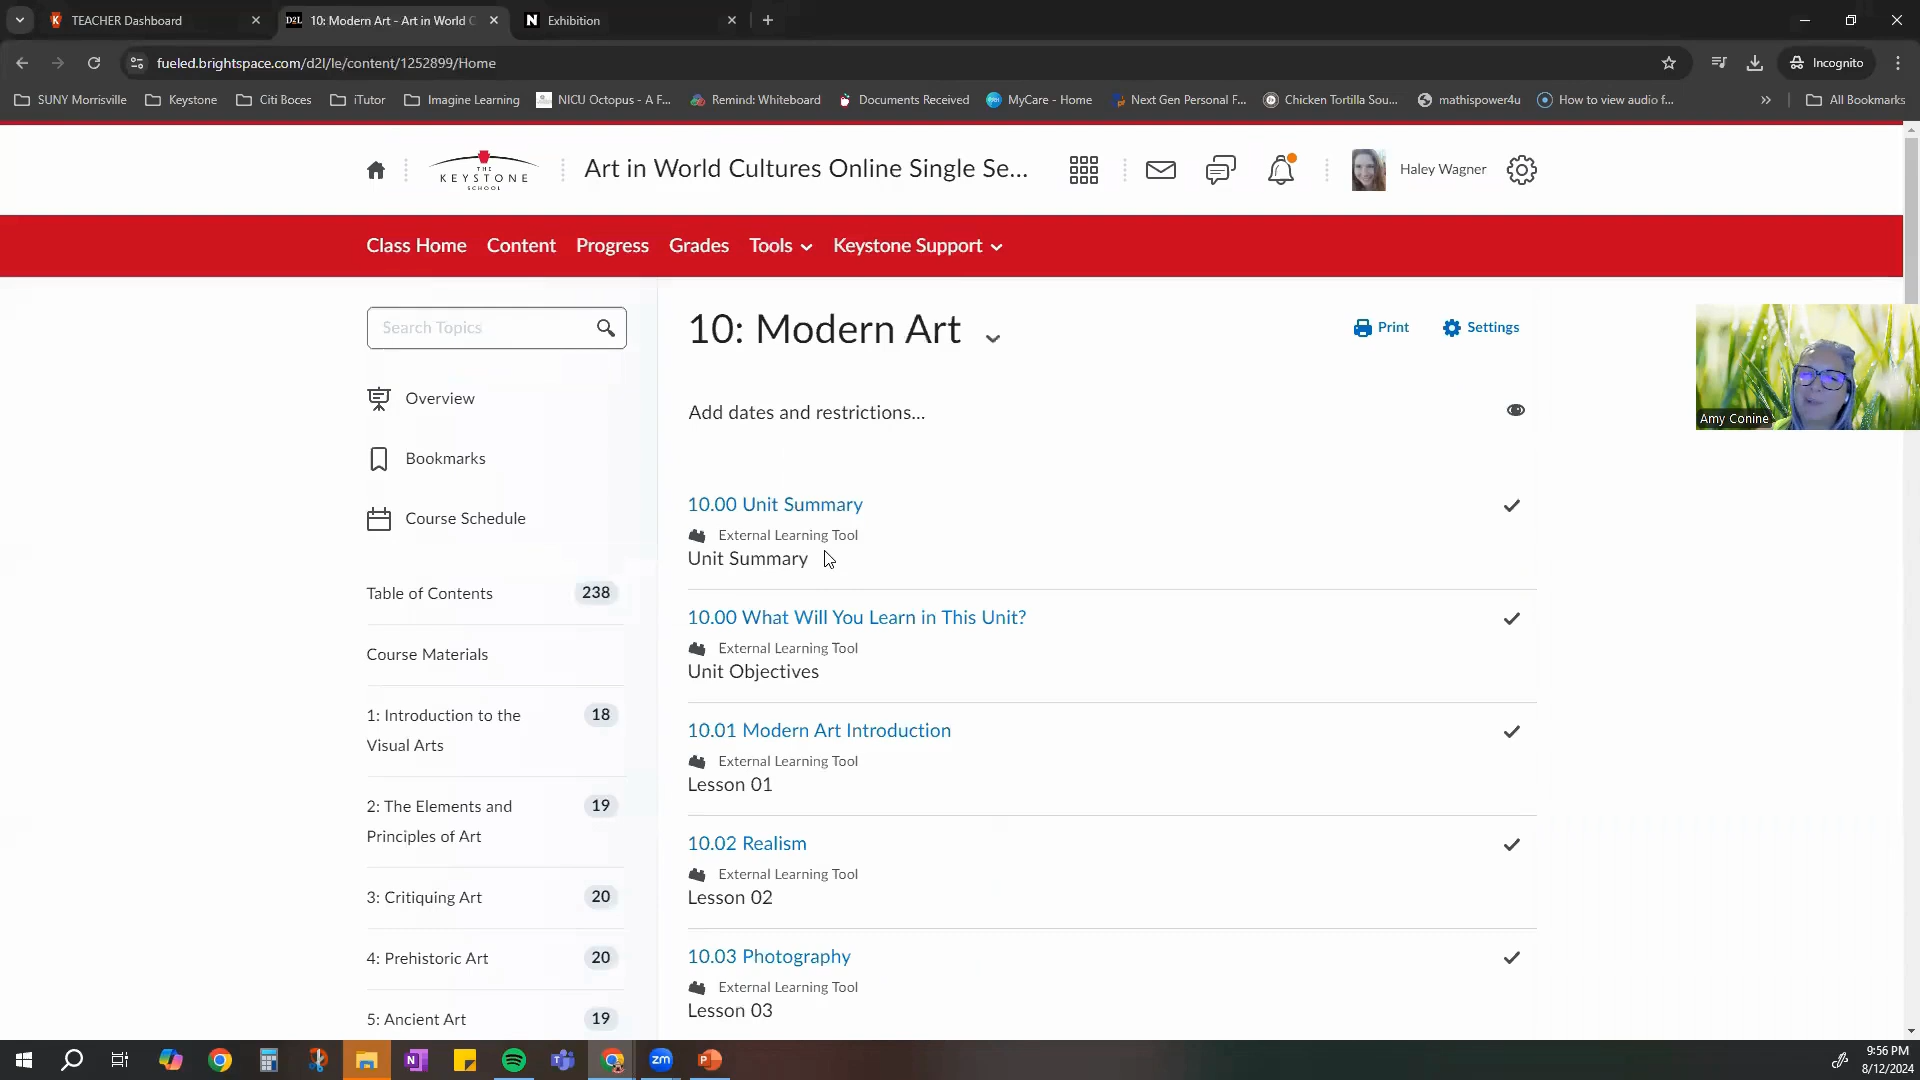 TEACHER Dashboard
D2L 10: Modern Art - Art in World C
N Exhibition
fueled.brightspace.com/d2l/le/content/1252899/Home
Incognito
SUNY Morrisville
Keystone
Citi Boces
iTutor
Imagine Learning
NICU Octopus - A F...
Remind: Whiteboard
Documents Received
MyCare - Home
Next Gen Personal F...
Chicken Tortilla Sou...
mathispower4u
How to view audio f...
All Bookmarks
THE
KEYSTONE
SCHOOL
Art in World Cultures Online Single Se...
Haley Wagner
Class Home
Content
Progress
Grades
Tools
Keystone Support
Search Topics
Overview
Bookmarks
Course Schedule
Table of Contents 238
Course Materials
1: Introduction to the 18
Visual Arts
2: The Elements and 19
Principles of Art
3: Critiquing Art 20
4: Prehistoric Art 20
5: Ancient Art 19
10: Modern Art
Print
Settings
Add dates and restrictions...
10.00 Unit Summary
External Learning Tool
Unit Summary
10.00 What Will You Learn in This Unit?
External Learning Tool
Unit Objectives
10.01 Modern Art Introduction
External Learning Tool
Lesson 01
10.02 Realism
External Learning Tool
Lesson 02
10.03 Photography
External Learning Tool
Lesson 03
Amy Conine
9:56 PM
8/12/2024